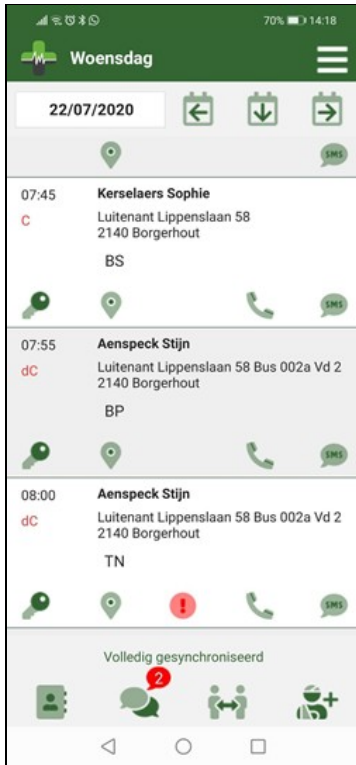 70% 14:18
Woensdag
22/07/2020
SMS
07:45 Kerselaers Sophie
C Luitenant Lippenslaan 58
2140 Borgerhout
BS
SMS
07:55 Aenspeck Stijn
dC Luitenant Lippenslaan 58 Bus 002a Vd 2
2140 Borgerhout
BP
SMS
08:00 Aenspeck Stijn
dC Luitenant Lippenslaan 58 Bus 002a Vd 2
2140 Borgerhout
TN
!
SMS
Volledig gesynchroniseerd
2